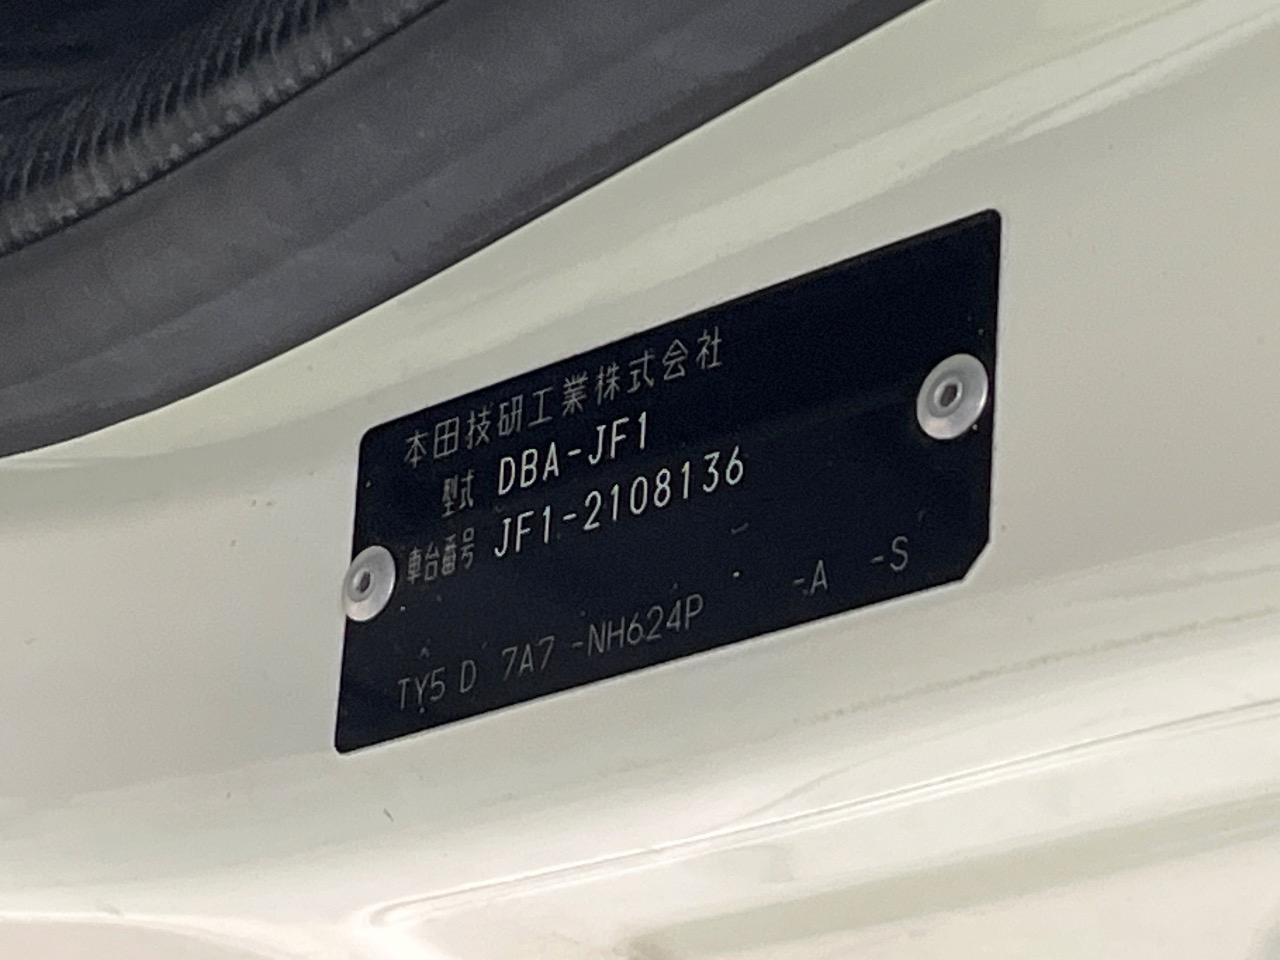 本田技研工業株式会社
型式 DBA-JF1
車台番号 JF1-2108136
TY5 D 7A7 -NH624P -A -S